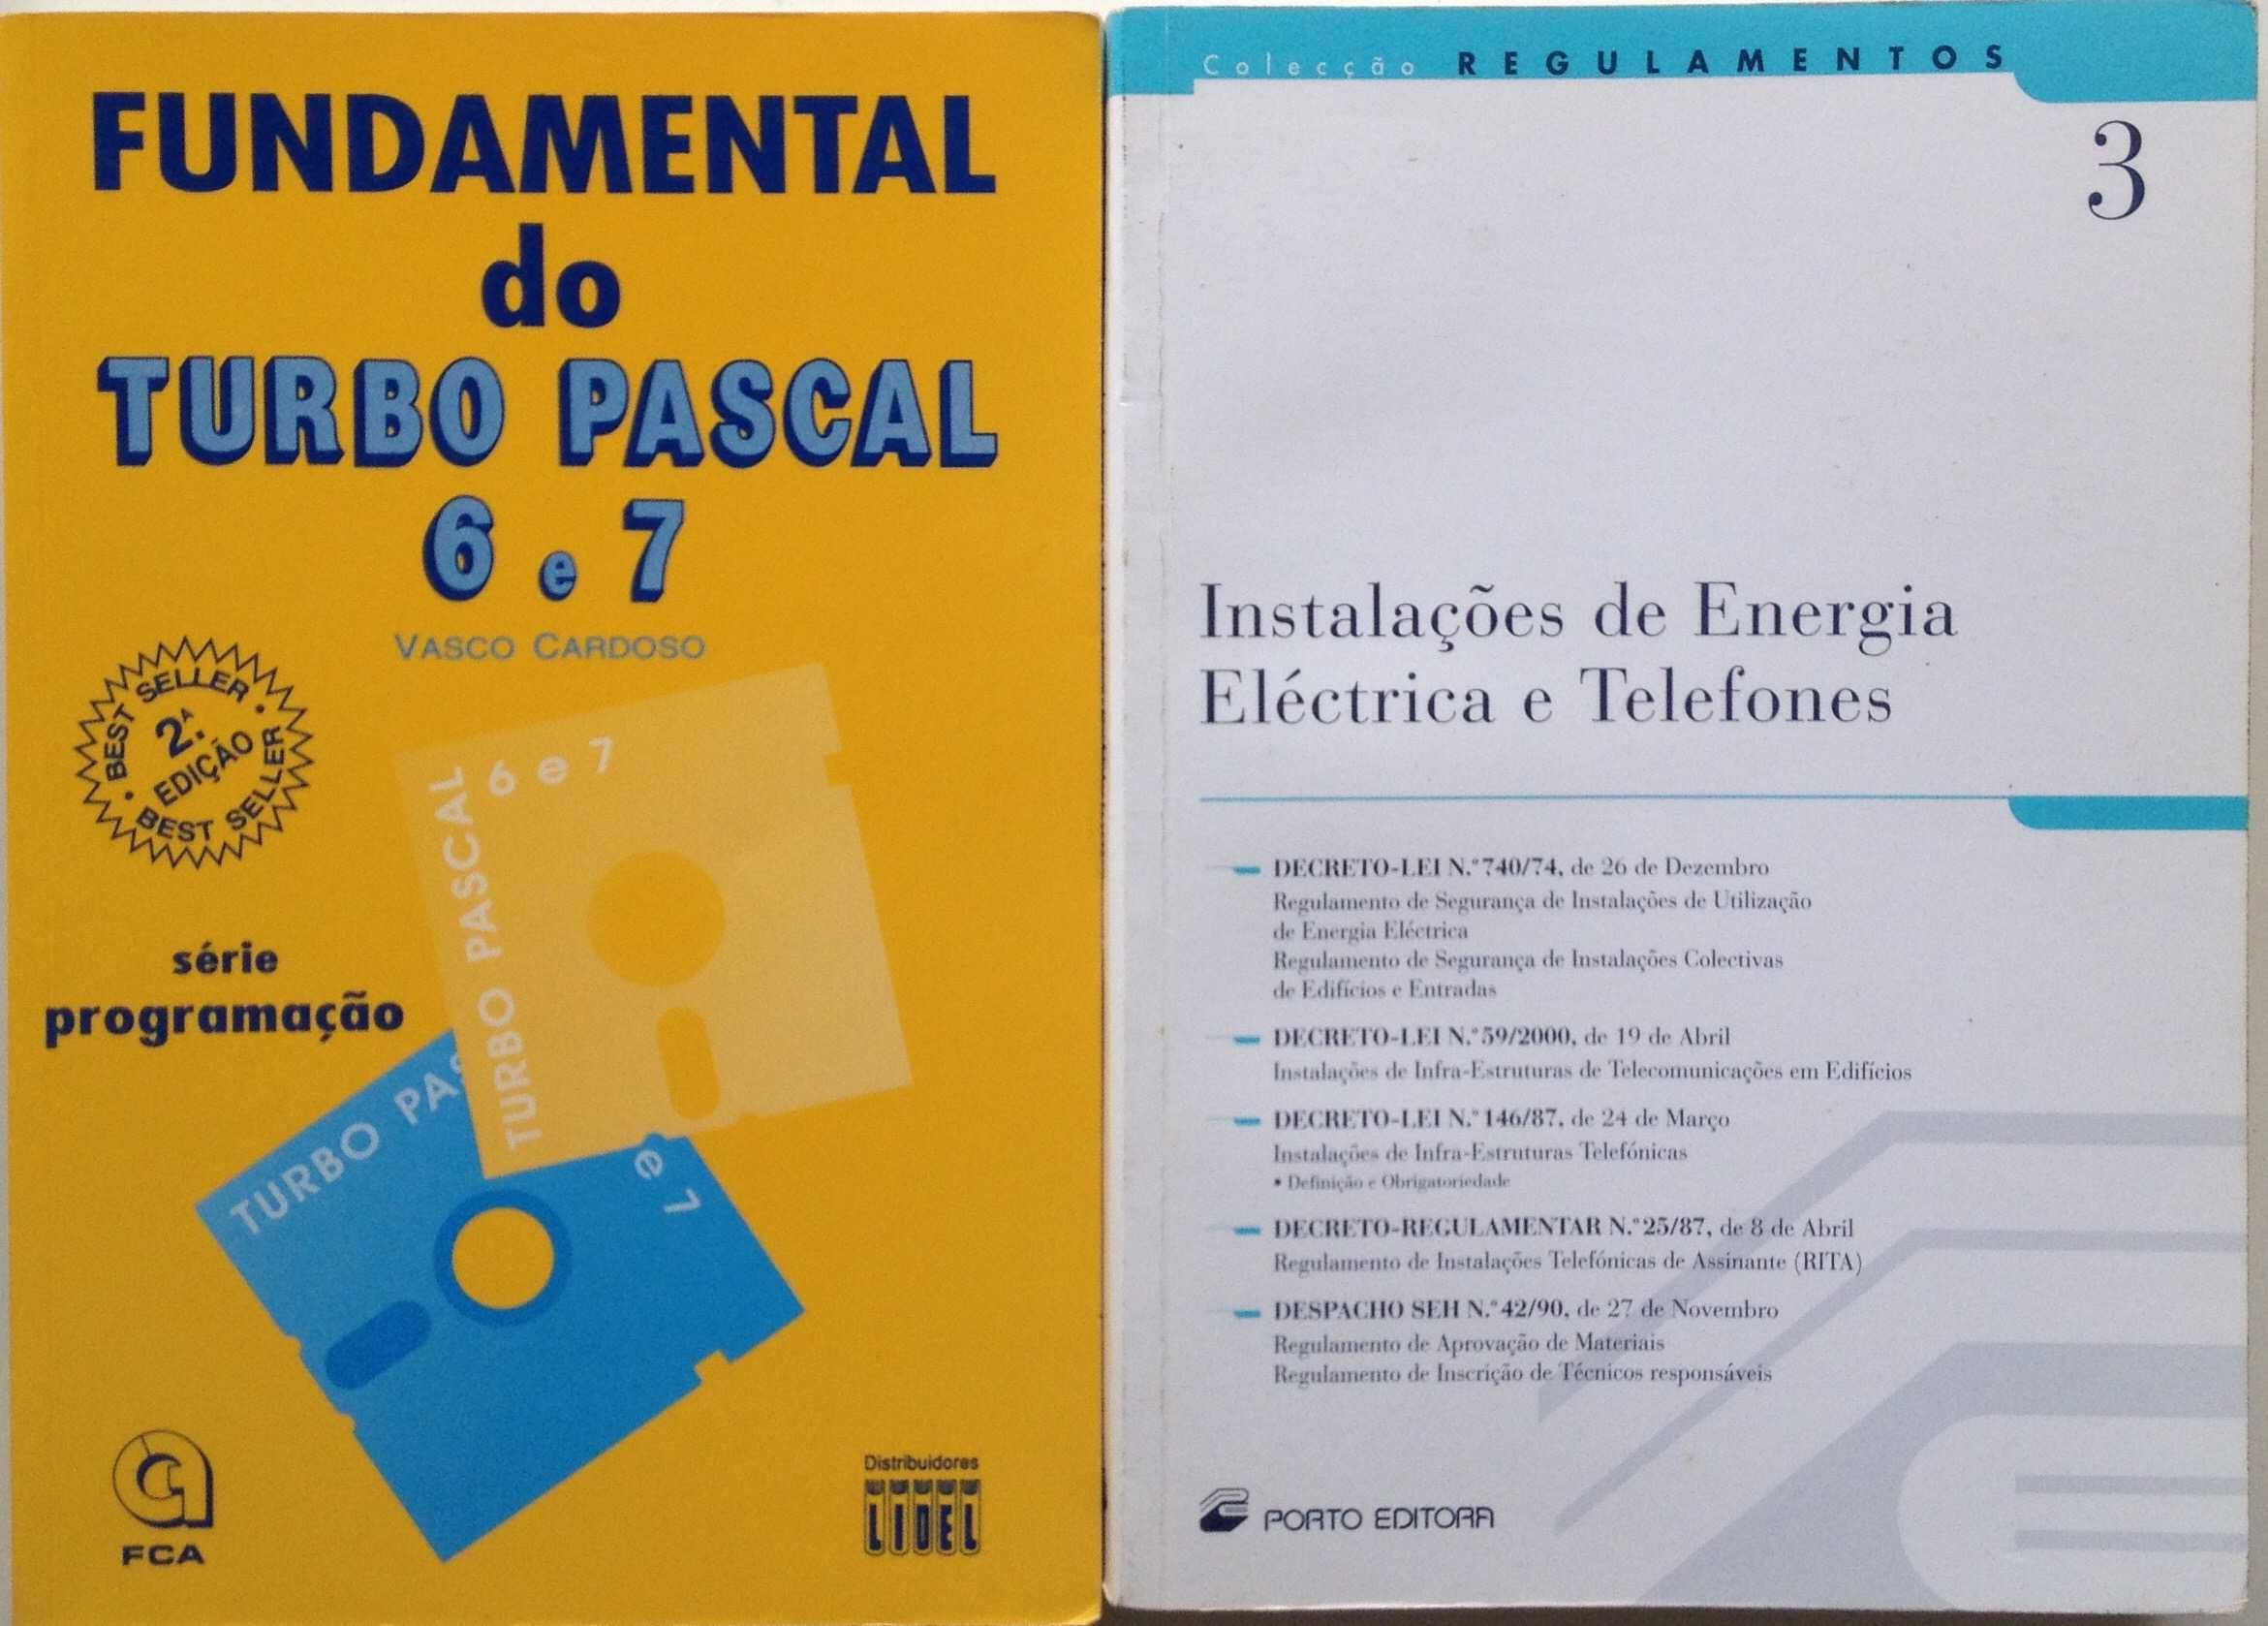 FUNDAMENTAL
do
TURBO PASCAL
6 e 7
VASCO CARDOSO
BEST SELLER • BEST SELLER •
2.ª
EDIÇÃO
série
programação
TURBO PASCAL
6 e 7
TURBO PASCAL
TURBO PAS
e 7
FCA
Distribuidores
LIDEL
Colecção REGULAMENTOS
3
Instalações de Energia
Eléctrica e Telefones
DECRETO-LEI N.º 740/74, de 26 de Dezembro
Regulamento de Segurança de Instalações de Utilização
de Energia Eléctrica
Regulamento de Segurança de Instalações Colectivas
de Edifícios e Entradas
DECRETO-LEI N.º 59/2000, de 19 de Abril
Instalações de Infra-Estruturas de Telecomunicações em Edifícios
DECRETO-LEI N.º 146/87, de 24 de Março
Instalações de Infra-Estruturas Telefónicas
• Definição e Obrigatoriedade
DECRETO-REGULAMENTAR N.º 25/87, de 8 de Abril
Regulamento de Instalações Telefónicas de Assinante (RITA)
DESPACHO SEH N.º 42/90, de 27 de Novembro
Regulamento de Aprovação de Materiais
Regulamento de Inscrição de Técnicos responsáveis
PORTO EDITORA